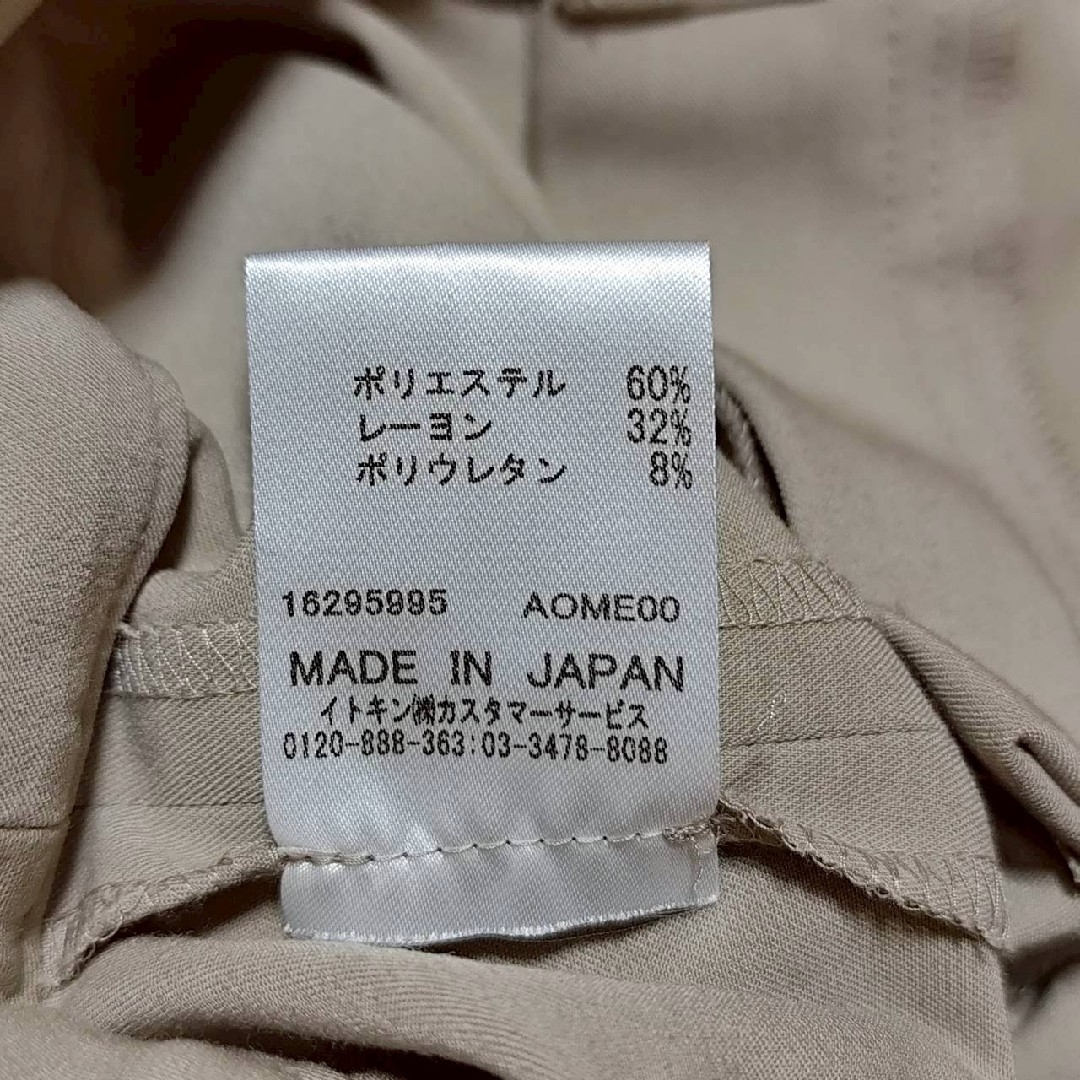 ポリエステル 60%
レーヨン 32%
ポリウレタン 8%
16295995 AOME00
MADE IN JAPAN
イトキン㈱カスタマーサービス
0120-888-363:03-3478-8088